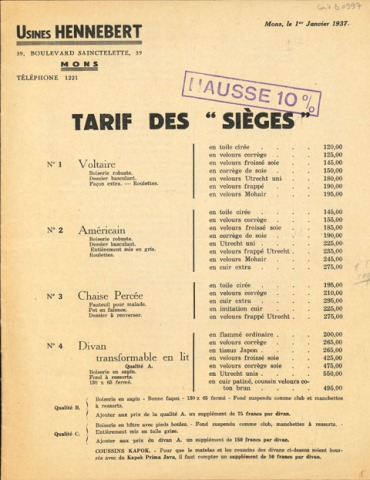 USINES HENNEBERT
39, BOULEVARD SAINCTELETTE, 39
MONS
TÉLÉPHONE 1221
Mons, le 1er Janvier 1937.
HAUSSE 10%
TARIF DES " SIÈGES "
N° 1 Voltaire
Boiserie robuste.
Dossier basculant.
Façon extra. — Roulettes.
en toile cirée . . . . 120,00
en velours corrège . . . 125,00
en velours froissé soie . . 145,00
en corrège de soie . . . 150,00
en velours Utrecht uni . . 180,00
en velours frappé . . . 190,00
en velours Mohair . . . 195,00
N° 2 Américain
Boiserie robuste.
Dossier basculant.
Entièrement mis en gris.
Roulettes.
en toile cirée . . . . 145,00
en velours corrège . . . 155,00
en velours froissé soie . . 185,00
en corrège de soie . . . 190,00
en Utrecht uni . . . . 225,00
en velours frappé Utrecht . . 235,00
en velours Mohair . . . 245,00
en cuir extra . . . . 275,00
N° 3 Chaise Percée
Fauteuil pour malade.
Pot en faïence.
Dossier à renverser.
en toile cirée . . . . 195,00
en velours corrège . . . 210,00
en cuir extra . . . . 295,00
en imitation cuir . . . 225,00
en velours frappé Utrecht . . 275,00
N° 4 Divan
transformable en lit
Qualité A.
Boiserie en sapin.
Fond à ressorts.
130 x 65 fermé.
en flammé ordinaire . . . 200,00
en velours corrège . . . 265,00
en tissus Japon . . . . 265,00
en velours froissé soie . . 425,00
en velours corrège soie . . 475,00
en Utrecht unis . . . . 550,00
en cuir patiné, coussin velours co-
ton brun . . . . 495,00
Qualité B. Boiserie en sapin - Bonne façon - 130 x 65 fermé - Fond suspendu comme club et manchettes
à ressorts.
Ajouter aux prix de la qualité A. un supplément de 75 francs par divan.
Qualité C. Boiserie en hêtre avec pieds boules. - Fond suspendu comme club, manchettes à ressorts. -
Entièrement mis en toile grise.
Ajouter aux prix du divan A. un supplément de 150 francs par divan.
COUSSINS KAPOK. - Pour que le matelas et les coussins des divans ci-dessus soient bour-
rés avec du Kapok Prima Java, il faut compter un supplément de 50 francs par divan.